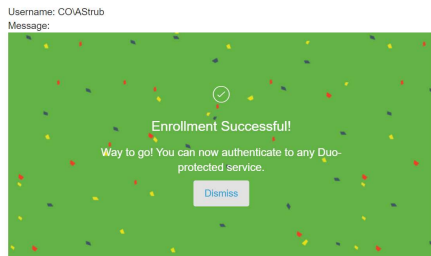 Username: CO\AStrub
Message:
Enrollment Successful!
Way to go! You can now authenticate to any Duo-
protected service.
Dismiss